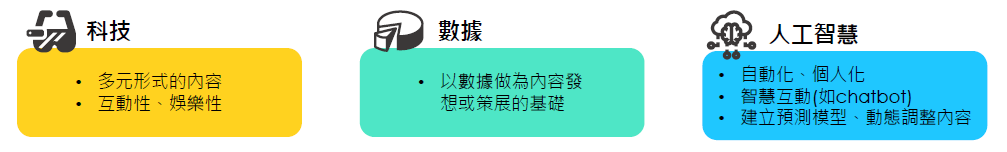 科技
• 多元形式的內容
• 互動性、娛樂性
數據
• 以數據做為內容發
想或策展的基礎
人工智慧
• 自動化、個人化
• 智慧互動(如chatbot)
• 建立預測模型、動態調整內容